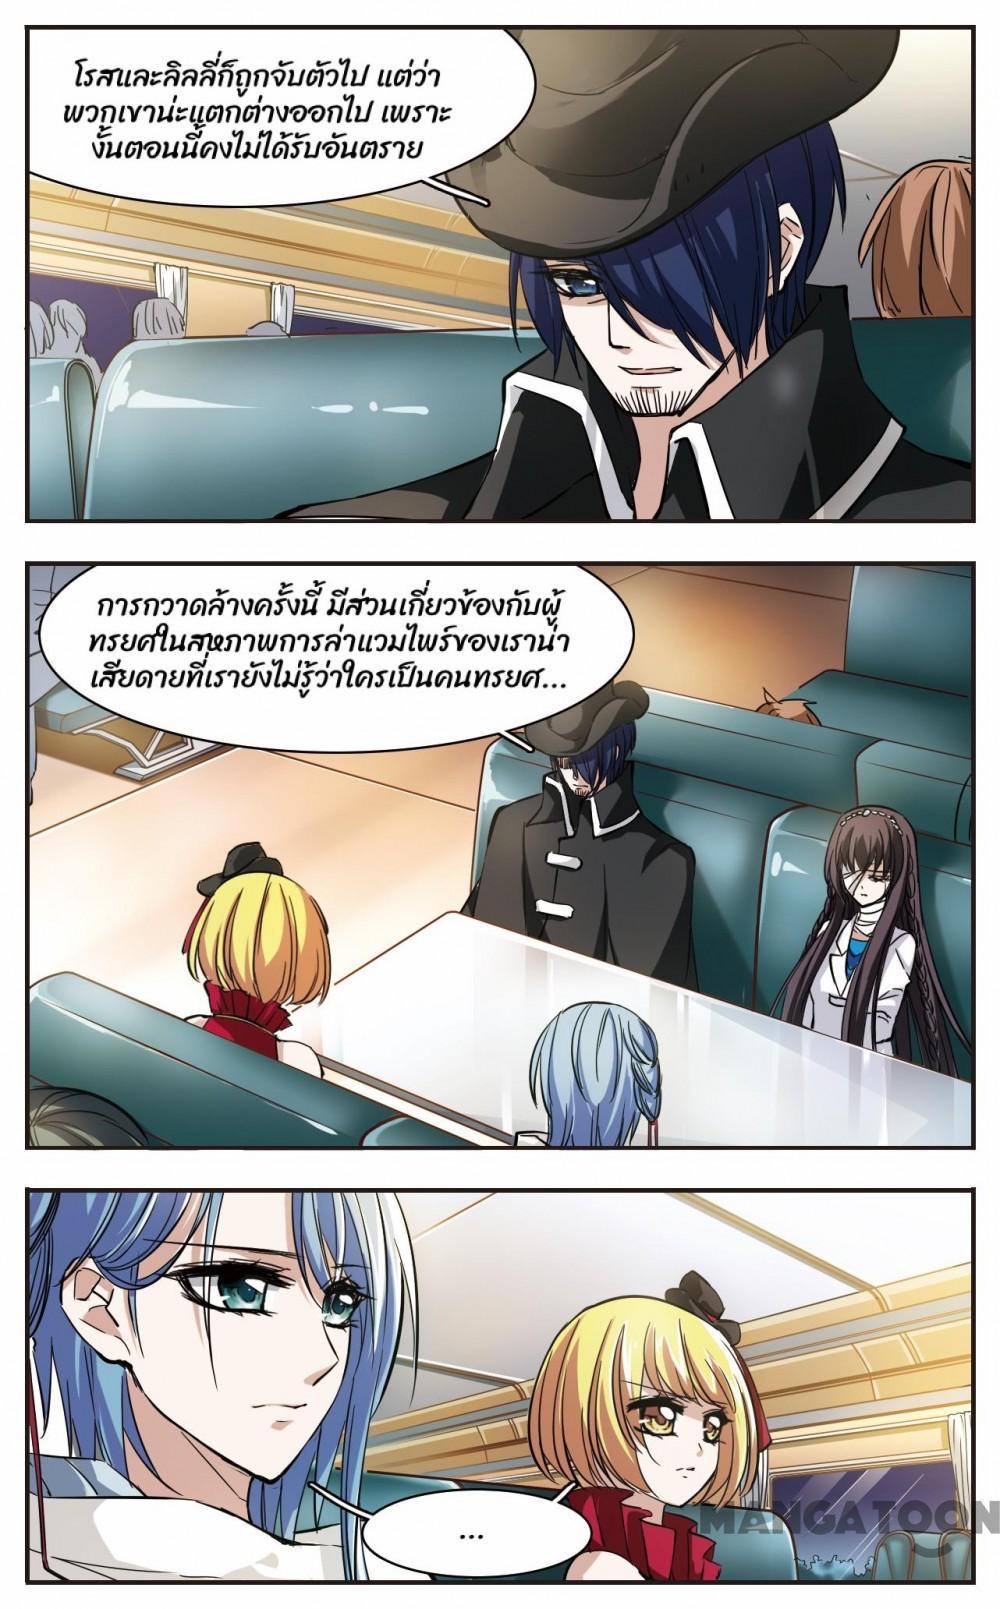 โรสและลิลลี่ก็ถูกจับตัวไป แต่ว่า
พวกเขาน่ะแตกต่างออกไป เพราะ
งั้นตอนนี้คงไม่ได้รับอันตราย
การกวาดล้างครั้งนี้ มีส่วนเกี่ยวข้องกับผู้
ทรยศในสหภาพการล่าแวมไพร์ของเราน่า
เสียดายที่เรายังไม่รู้ว่าใครเป็นคนทรยศ...
...
MANGATOON